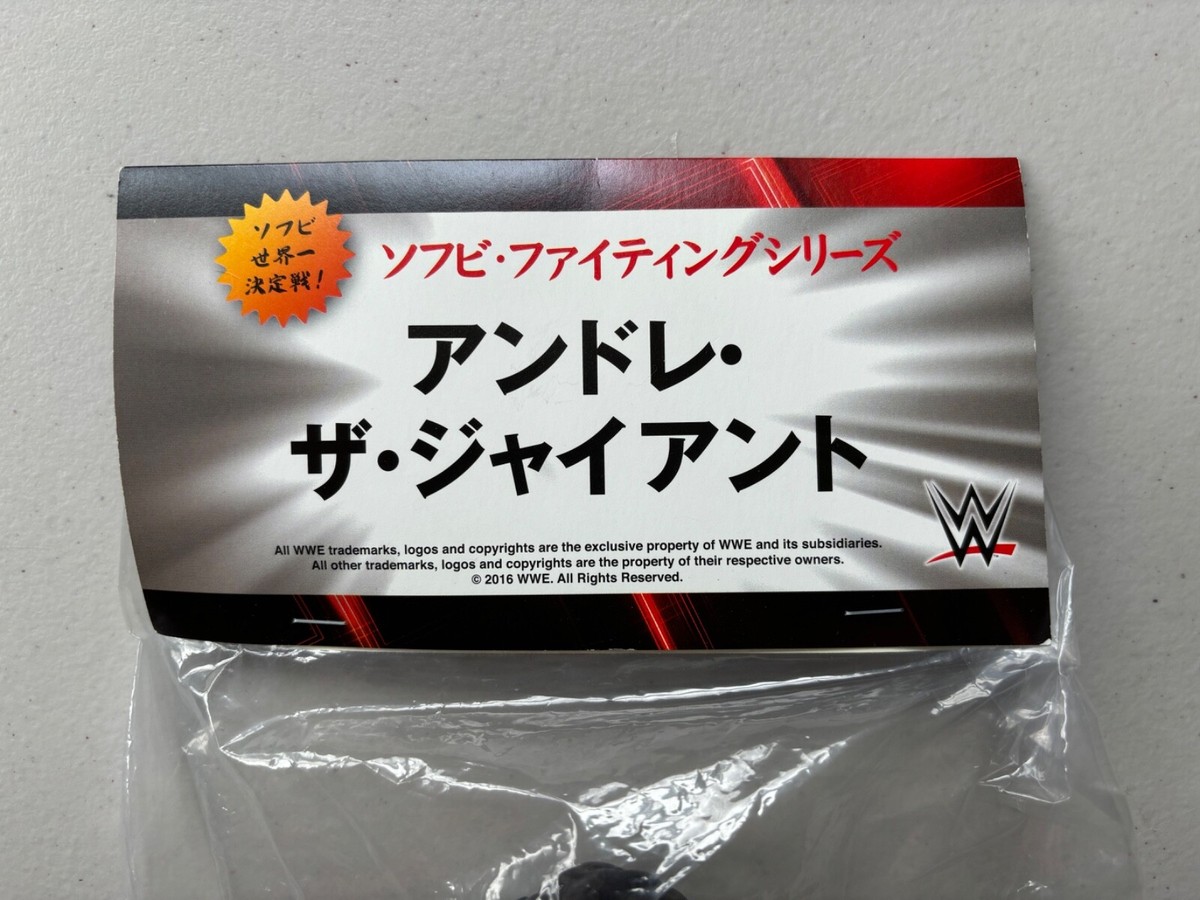 ソフビ
世界一
決定戦!
ソフビ・ファイティングシリーズ
アンドレ・
ザ・ジャイアント
W
All WWE trademarks, logos and copyrights are the exclusive property of WWE and its subsidiaries.
All other trademarks, logos and copyrights are the property of their respective owners.
© 2016 WWE. All Rights Reserved.